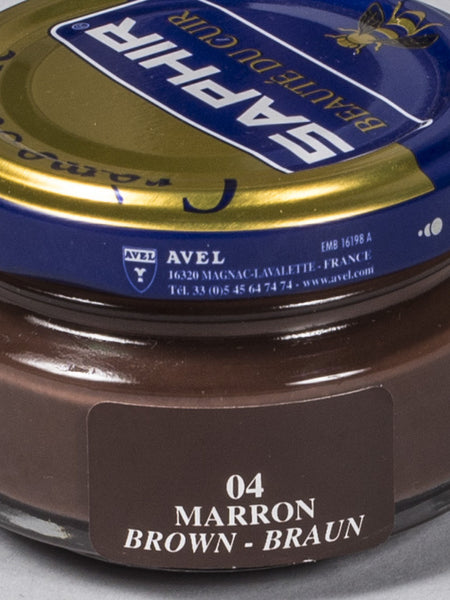 SAPHIR®
BEAUTÉ DU CUIR
AVEL
AVEL
EMB 16198 A
16320 MAGNAC-LAVALETTE - FRANCE
Tél. 33 (0)5 45 64 74 74 - www.avel.com
04
MARRON
BROWN - BRAUN